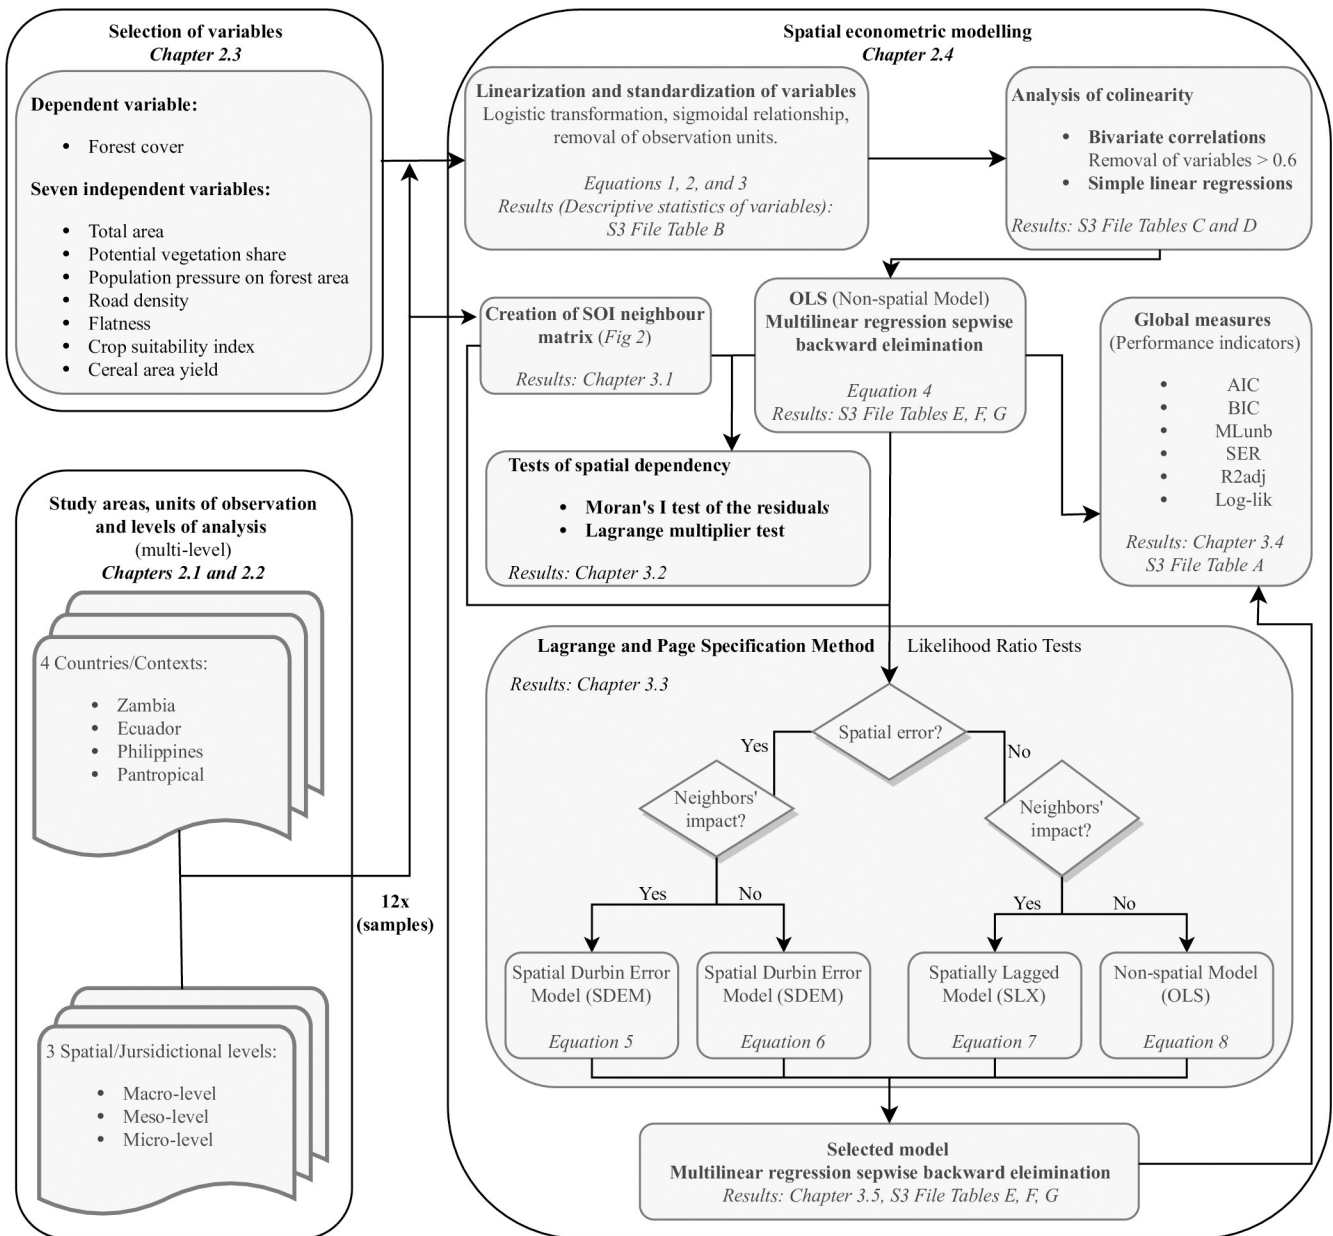 Selection of variables
Chapter 2.3
Dependent variable:
• Forest cover
Seven independent variables:
• Total area
• Potential vegetation share
• Population pressure on forest area
• Road density
• Flatness
• Crop suitability index
• Cereal area yield
Study areas, units of observation
and levels of analysis
(multi-level)
Chapters 2.1 and 2.2
4 Countries/Contexts:
• Zambia
• Ecuador
• Philippines
• Pantropical
12x
(samples)
3 Spatial/Jursidictional levels:
• Macro-level
• Meso-level
• Micro-level
Spatial econometric modelling
Chapter 2.4
Linearization and standardization of variables
Logistic transformation, sigmoidal relationship,
removal of observation units.
Equations 1, 2, and 3
Results (Descriptive statistics of variables):
S3 File Table B
Analysis of colinearity
• Bivariate correlations
Removal of variables > 0.6
• Simple linear regressions
Results: S3 File Tables C and D
Creation of SOI neighbour
matrix (Fig 2)
Results: Chapter 3.1
OLS (Non-spatial Model)
Multilinear regression sepwise
backward eleimination
Equation 4
Results: S3 File Tables E, F, G
Global measures
(Performance indicators)
• AIC
• BIC
• MLunb
• SER
• R2adj
• Log-lik
Results: Chapter 3.4
S3 File Table A
Tests of spatial dependency
• Moran's I test of the residuals
• Lagrange multiplier test
Results: Chapter 3.2
Lagrange and Page Specification Method Likelihood Ratio Tests
Results: Chapter 3.3
Spatial error?
Yes
No
Neighbors'
impact?
Neighbors'
impact?
Yes
No
Yes
No
Spatial Durbin Error
Model (SDEM)
Equation 5
Spatial Durbin Error
Model (SDEM)
Equation 6
Spatially Lagged
Model (SLX)
Equation 7
Non-spatial Model
(OLS)
Equation 8
Selected model
Multilinear regression sepwise backward eleimination
Results: Chapter 3.5, S3 File Tables E, F, G